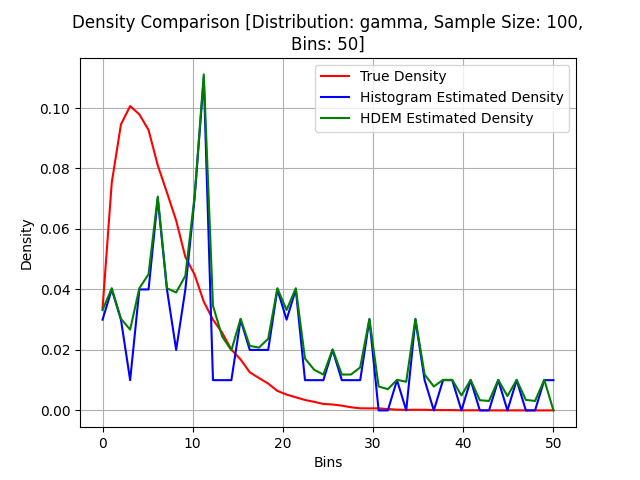 Density Comparison [Distribution: gamma, Sample Size: 100,
Bins: 50]
True Density
Histogram Estimated Density
HDEM Estimated Density
Density
0.10
0.08
0.06
0.04
0.02
0.00
0 10 20 30 40 50
Bins